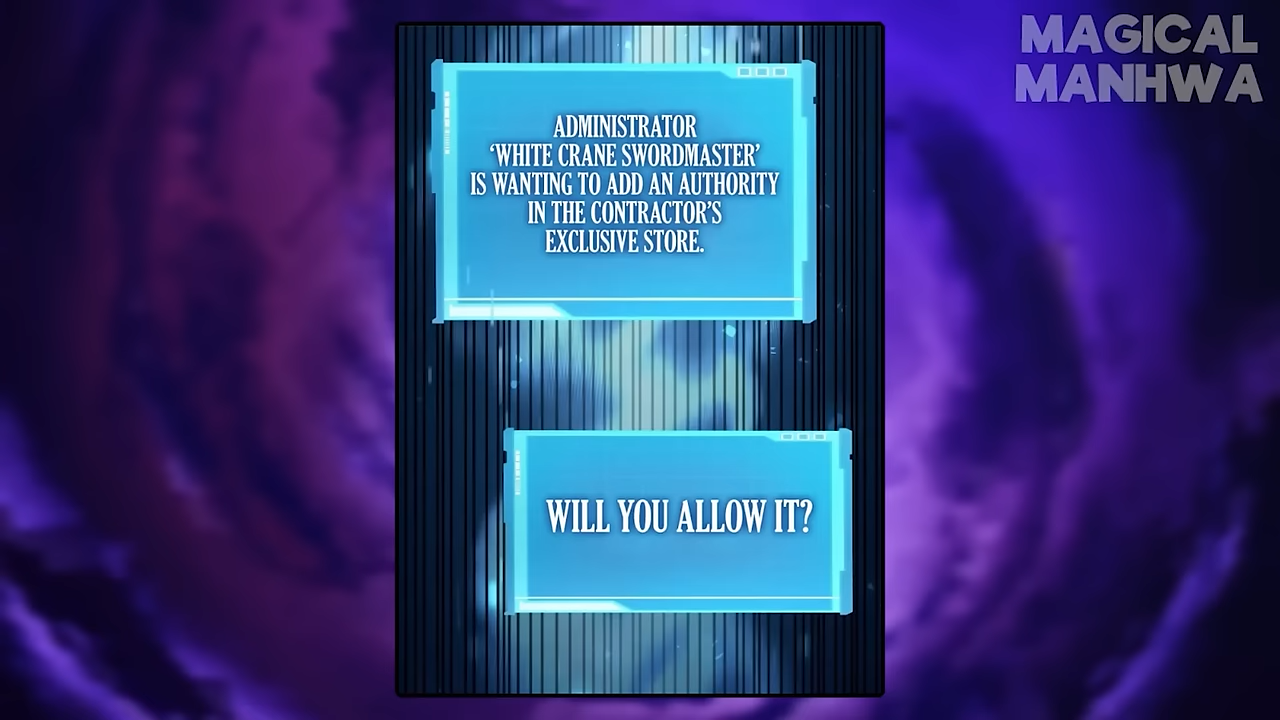 MAGICAL
MANHWA
ADMINISTRATOR
‘WHITE CRANE SWORDMASTER’
IS WANTING TO ADD AN AUTHORITY
IN THE CONTRACTOR’S
EXCLUSIVE STORE.
WILL YOU ALLOW IT?